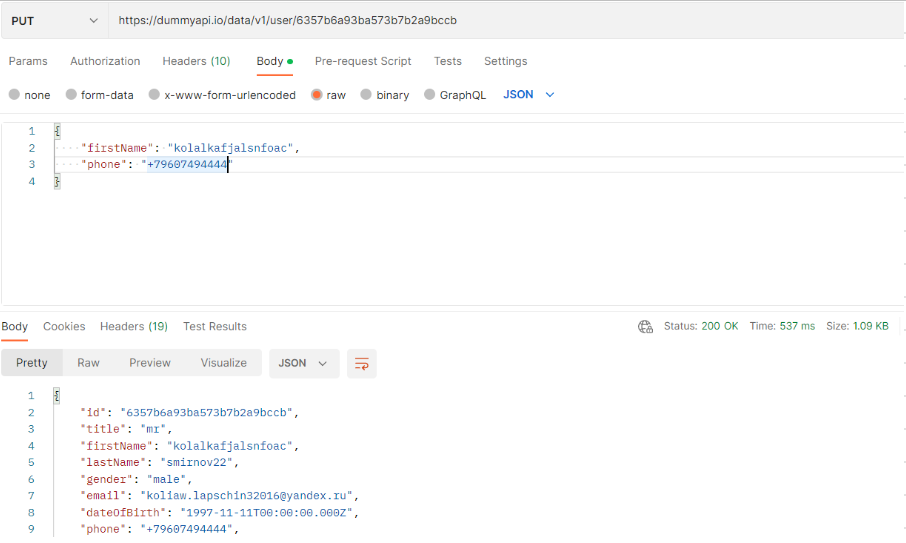 PUT https://dummyapi.io/data/v1/user/6357b6a93ba573b7b2a9bccb
Params Authorization Headers (10) Body Pre-request Script Tests Settings
none form-data x-www-form-urlencoded raw binary GraphQL JSON
1 {
2 "firstName": "kolalkafjalsnfoac",
3 "phone": "+79607494444"
4 }
Body Cookies Headers (19) Test Results Status: 200 OK Time: 537 ms Size: 1.09 KB
Pretty Raw Preview Visualize JSON
1 {
2 "id": "6357b6a93ba573b7b2a9bccb",
3 "title": "mr",
4 "firstName": "kolalkafjalsnfoac",
5 "lastName": "smirnov22",
6 "gender": "male",
7 "email": "koliaw.lapschin32016@yandex.ru",
8 "dateOfBirth": "1997-11-11T00:00:00.000Z",
9 "phone": "+79607494444",